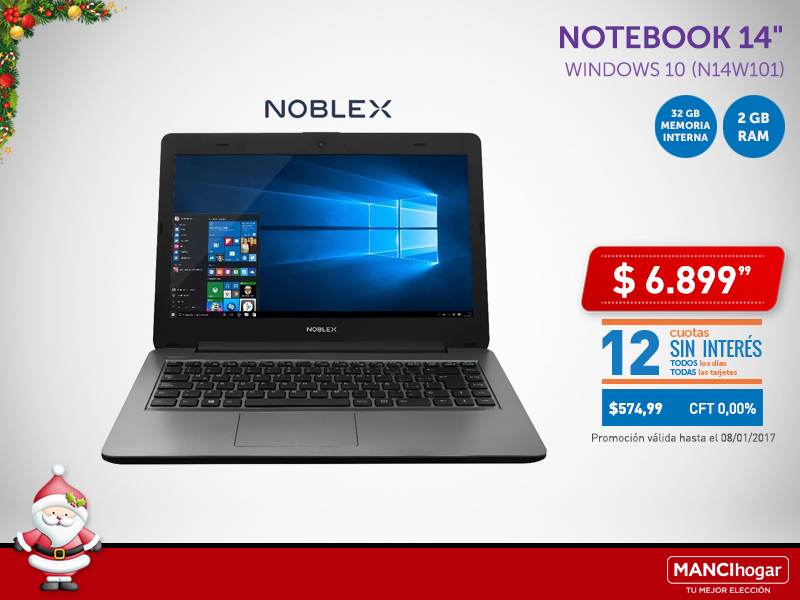 NOTEBOOK 14"
WINDOWS 10 (N14W101)
NOBLEX
32 GB
MEMORIA
INTERNA
2 GB
RAM
$ 6.899⁹⁹
NOBLEX
12 cuotas
SIN INTERÉS
TODOS los días
TODAS las tarjetas
$574,99 CFT 0,00%
Promoción válida hasta el 08/01/2017
MANCIhogar
TU MEJOR ELECCIÓN